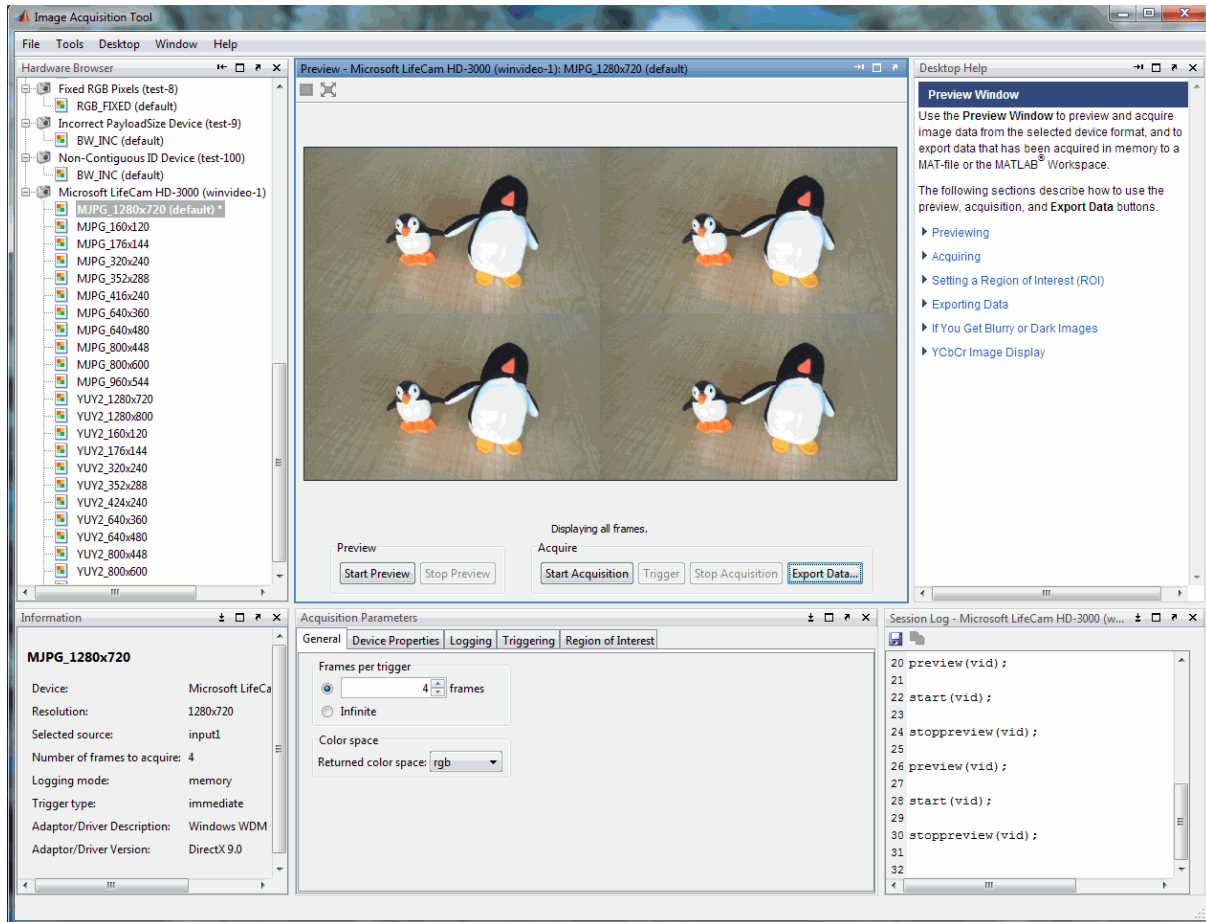 Image Acquisition Tool
File Tools Desktop Window Help
Hardware Browser
Fixed RGB Pixels (test-8)
RGB_FIXED (default)
Incorrect PayloadSize Device (test-9)
BW_INC (default)
Non-Contiguous ID Device (test-100)
BW_INC (default)
Microsoft LifeCam HD-3000 (winvideo-1)
MJPG_1280x720 (default) *
MJPG_160x120
MJPG_176x144
MJPG_320x240
MJPG_352x288
MJPG_416x240
MJPG_640x360
MJPG_640x480
MJPG_800x448
MJPG_800x600
MJPG_960x544
YUY2_1280x720
YUY2_1280x800
YUY2_160x120
YUY2_176x144
YUY2_320x240
YUY2_352x288
YUY2_424x240
YUY2_640x360
YUY2_640x480
YUY2_800x448
YUY2_800x600
Preview - Microsoft LifeCam HD-3000 (winvideo-1): MJPG_1280x720 (default)
Displaying all frames.
Preview
Start Preview Stop Preview
Acquire
Start Acquisition Trigger Stop Acquisition Export Data...
Desktop Help
Preview Window
Use the Preview Window to preview and acquire
image data from the selected device format, and to
export data that has been acquired in memory to a
MAT-file or the MATLAB® Workspace.
The following sections describe how to use the
preview, acquisition, and Export Data buttons.
Previewing
Acquiring
Setting a Region of Interest (ROI)
Exporting Data
If You Get Blurry or Dark Images
YCbCr Image Display
Information
MJPG_1280x720
Device: Microsoft LifeCa
Resolution: 1280x720
Selected source: input1
Number of frames to acquire: 4
Logging mode: memory
Trigger type: immediate
Adaptor/Driver Description: Windows WDM
Adaptor/Driver Version: DirectX 9.0
Acquisition Parameters
General Device Properties Logging Triggering Region of Interest
Frames per trigger
4 frames
Infinite
Color space
Returned color space: rgb
Session Log - Microsoft LifeCam HD-3000 (w...
20 preview(vid);
21
22 start(vid);
23
24 stoppreview(vid);
25
26 preview(vid);
27
28 start(vid);
29
30 stoppreview(vid);
31
32